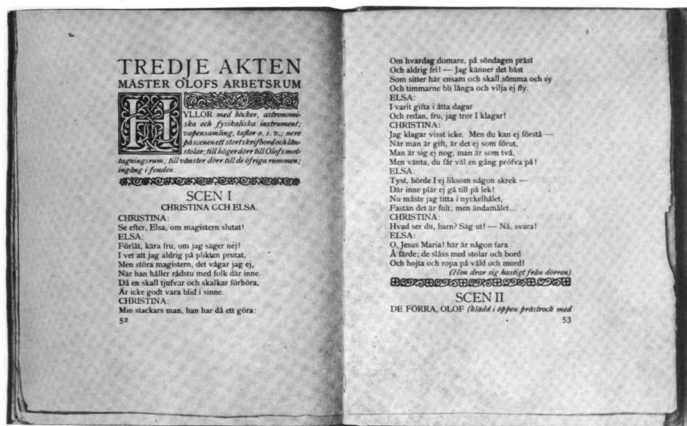 TREDJE AKTEN
MÄSTER OLOFS ARBETSRUM
HYLLOR med böcker, astronomi-
ska och fysikaliska instrument;
vapensamling, taflor o. s. v.; nere
på scenen ett stort skrifbord och län-
stolar; till höger dörr till Olofs mot-
tagningsrum; till vänster dörr till de öfriga rummen;
ingång i fonden.
SCEN I
CHRISTINA OCH ELSA.
CHRISTINA:
Se efter, Elsa, om magistern slutat!
ELSA:
Förlåt, kära fru, om jag säger nej!
I vet att jag aldrig på plikten prutat,
Men störa magistern, det vågar jag ej,
När han håller rådstu med folk där inne.
Då en skall tjufvar och skalkar förhöra,
Är icke godt vara blid i sinne.
CHRISTINA:
Min stackars man, han har då ett göra:
52
Om hvardag domare, på söndagen präst
Och aldrig fri! — Jag känner det bäst
Som sitter här ensam och skall sömma och sy
Och timmarne bli långa och vilja ej fly.
ELSA:
I varit gifta i åtta dagar
Och redan, fru, jag tror I klagar!
CHRISTINA:
Jag klagar visst icke. Men du kan ej förstå —
När man är gift, är det ej som förut,
Man är sig ej nog, man är som två,
Men vänta, du får väl en gång pröfva på!
ELSA:
Tyst, hörde I ej liksom någon skrek —
Där inne plär ej gå till på lek!
Nu måste jag titta i nyckelhålet,
Fastän det är fult; men ändamålet...
CHRISTINA:
Hvad ser du, barn? Säg ut! — Nå, svara!
ELSA:
O, Jesus Maria! här är någon fara
Å färde; de slåss med stolar och bord
Och hojta och ropa på våld och mord!
(Hon drar sig hastigt från dörren)
SCEN II
DE FÖRRA, OLOF (klädd i öppen prästrock med
53